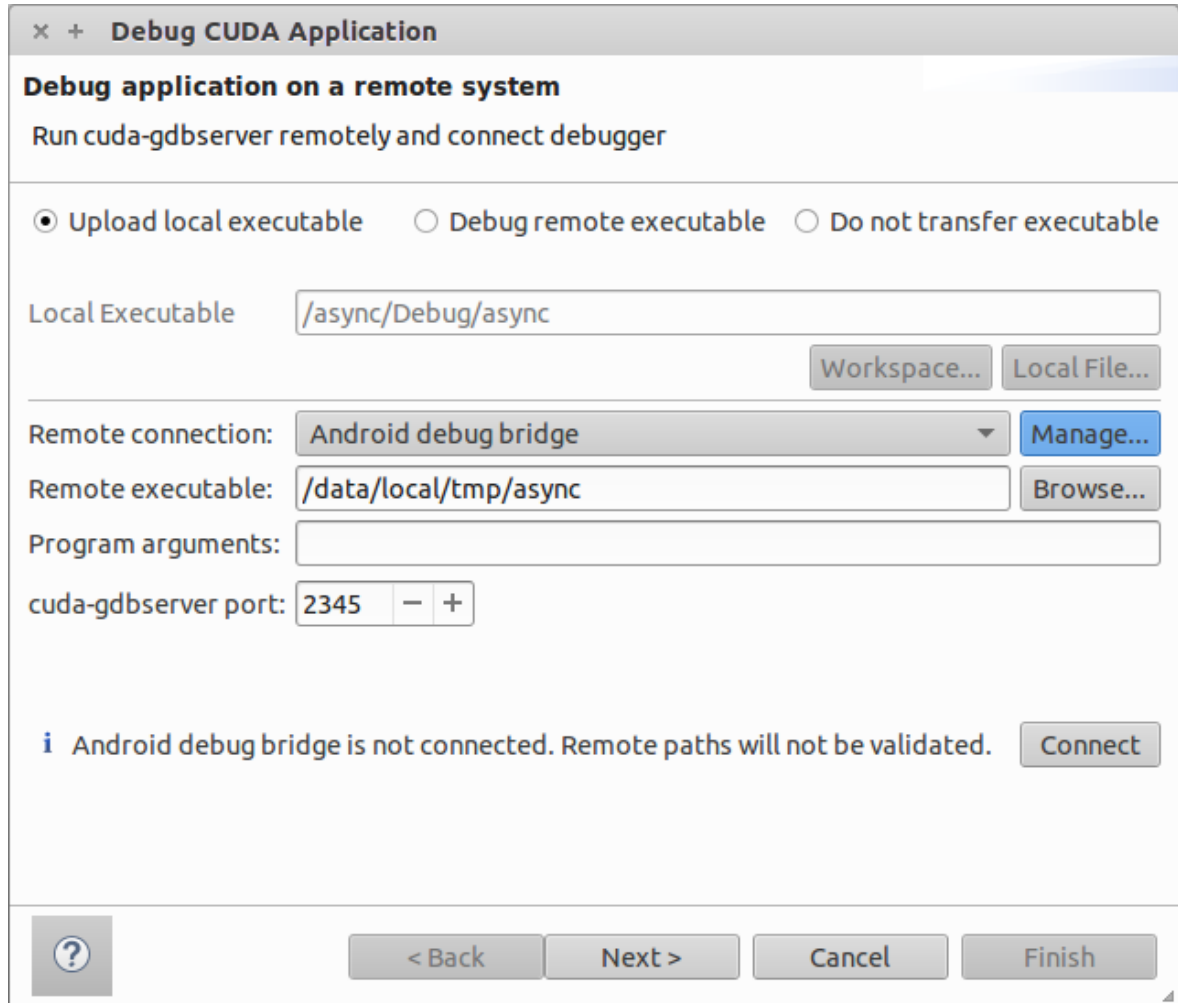 × + Debug CUDA Application
Debug application on a remote system
Run cuda-gdbserver remotely and connect debugger
Upload local executable Debug remote executable Do not transfer executable
Local Executable /async/Debug/async
Workspace... Local File...
Remote connection: Android debug bridge Manage...
Remote executable: /data/local/tmp/async Browse...
Program arguments:
cuda-gdbserver port: 2345 − +
i Android debug bridge is not connected. Remote paths will not be validated. Connect
? < Back Next > Cancel Finish